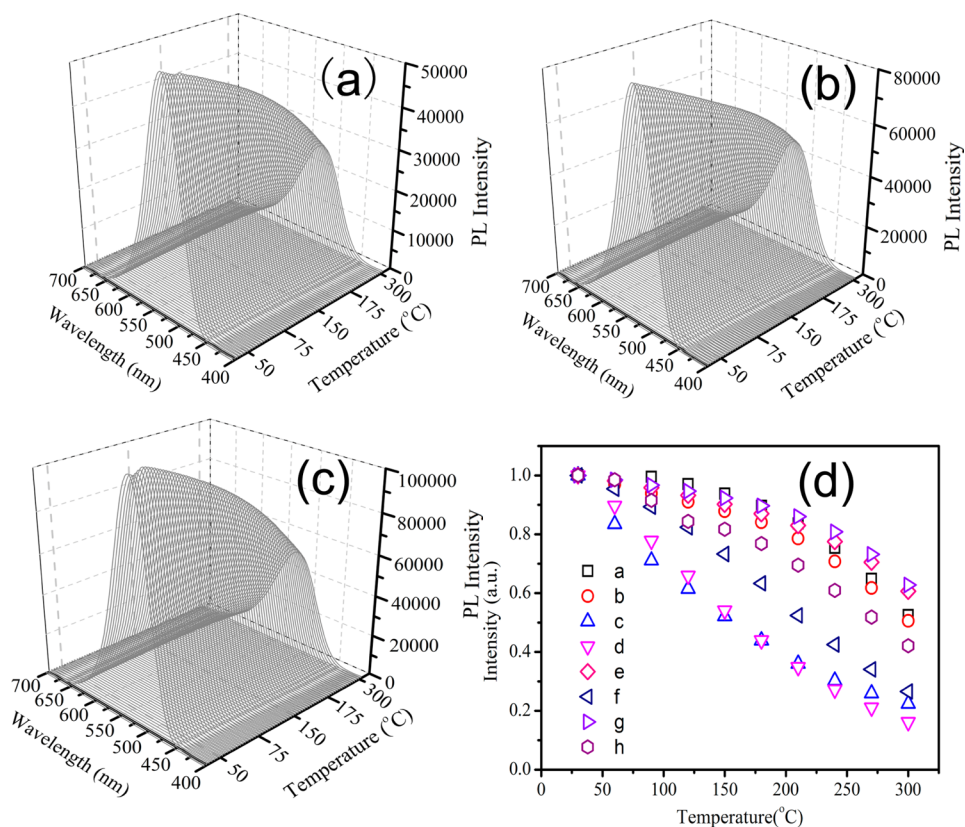 (a)
50000
40000
30000
20000
10000
0
PL Intensity
700
650
600
550
500
450
400
Wavelength (nm)
50
75
150
175
300
Temperature (°C)
(b)
80000
60000
40000
20000
0
PL Intensity
700
650
600
550
500
450
400
Wavelength (nm)
50
75
150
175
300
Temperature (°C)
(c)
100000
80000
60000
40000
20000
0
PL Intensity
700
650
600
550
500
450
400
Wavelength (nm)
50
75
150
175
300
Temperature (°C)
(d)
1.0
0.8
0.6
0.4
0.2
0.0
Intensity (a.u.)
a
b
c
d
e
f
g
h
0 50 100 150 200 250 300
Temperature(°C)